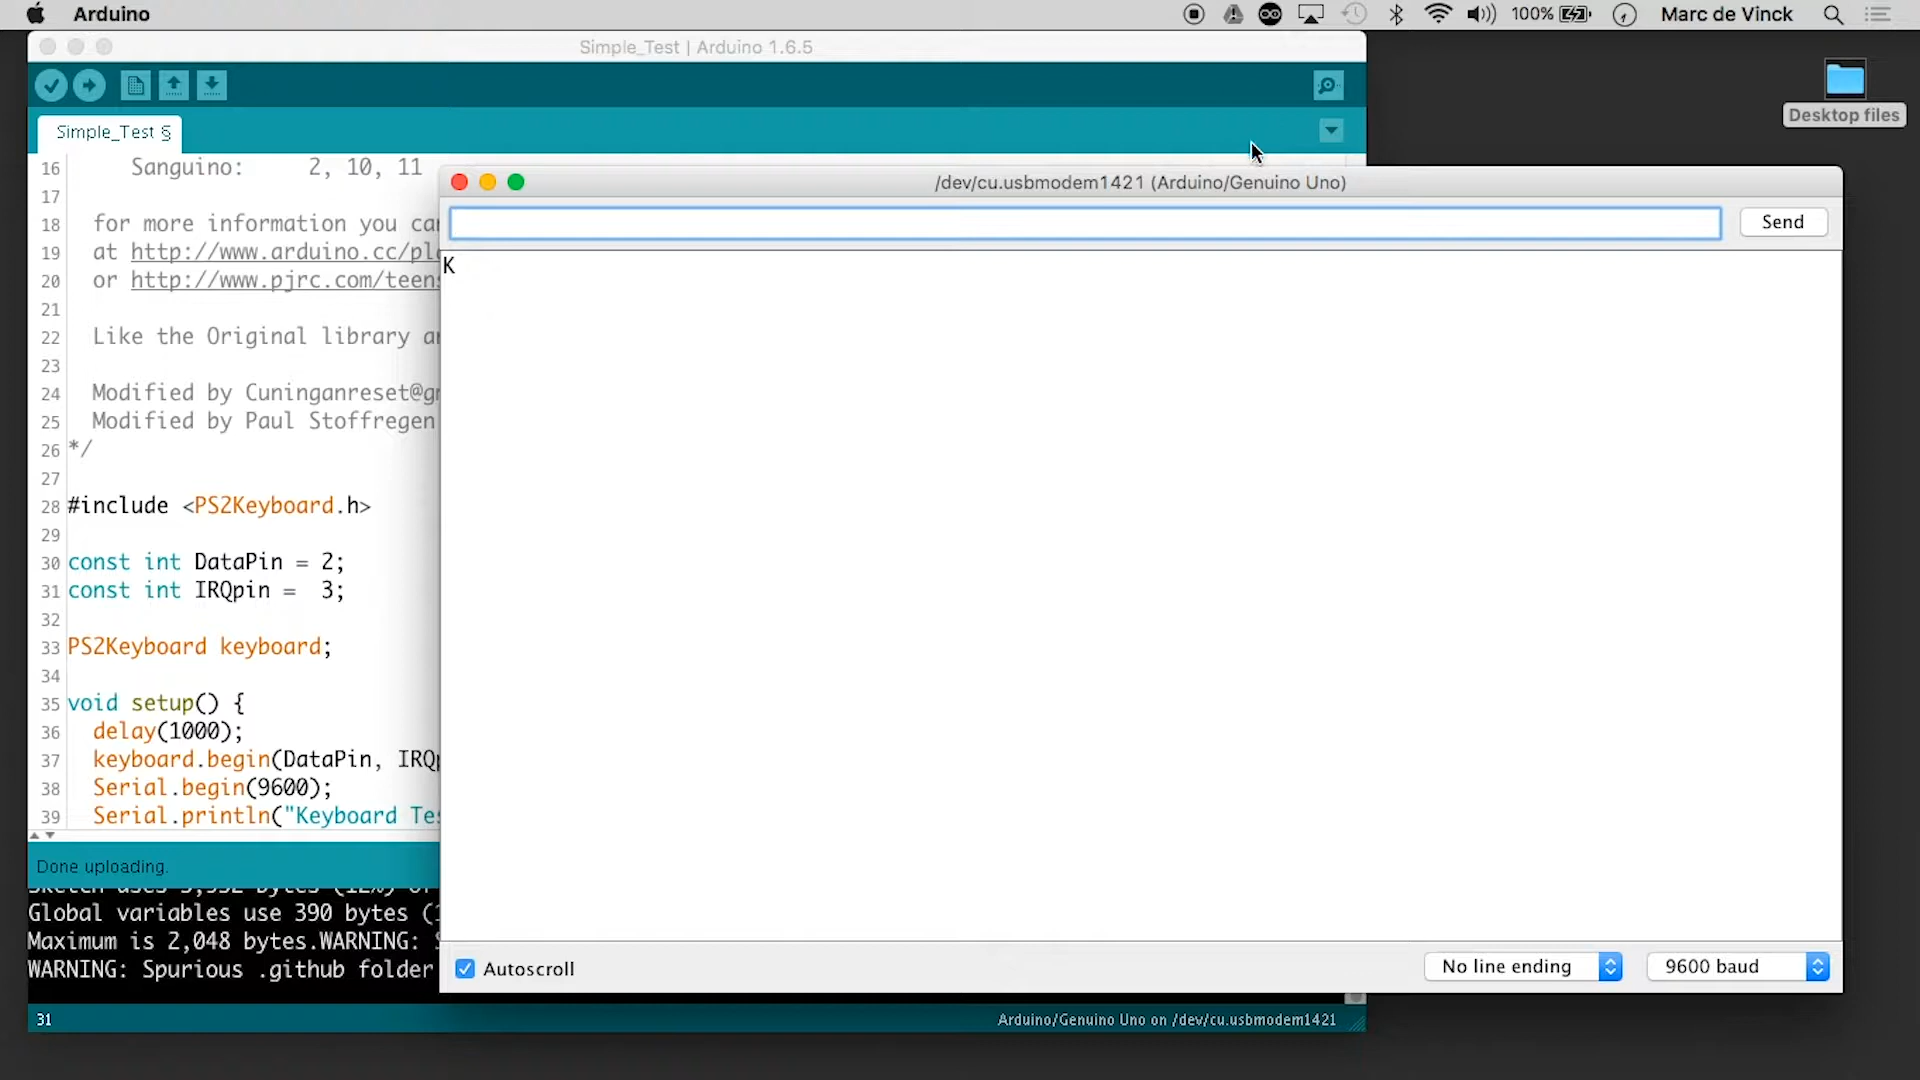 Arduino
100%
Marc de Vinck
Simple_Test | Arduino 1.6.5
Desktop files
Simple_Test §
16 Sanguino: 2, 10, 11
17
18 for more information you can
19 at http://www.arduino.cc/pl
20 or http://www.pjrc.com/teens
21
22 Like the Original library a
23
24 Modified by Cuninganreset@g
25 Modified by Paul Stoffregen
26 */
27
28 #include <PS2Keyboard.h>
29
30 const int DataPin = 2;
31 const int IRQpin =  3;
32
33 PS2Keyboard keyboard;
34
35 void setup() {
36 delay(1000);
37 keyboard.begin(DataPin, IRQp
38 Serial.begin(9600);
39 Serial.println("Keyboard Tes
/dev/cu.usbmodem1421 (Arduino/Genuino Uno)
Send
K
Autoscroll
No line ending
9600 baud
Done uploading.
Global variables use 390 bytes (
Maximum is 2,048 bytes.WARNING: S
WARNING: Spurious .github folder
31
Arduino/Genuino Uno on /dev/cu.usbmodem1421